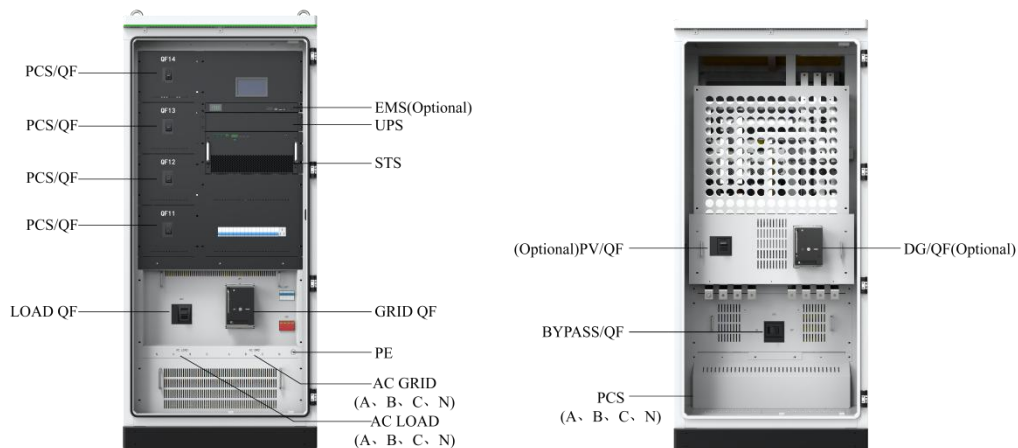 PCS/QF
PCS/QF
PCS/QF
PCS/QF
LOAD QF
QF14
QF13
QF12
QF11
EMS(Optional)
UPS
STS
GRID QF
PE
AC GRID
(A、B、C、N)
AC LOAD
(A、B、C、N)
(Optional)PV/QF
DG/QF(Optional)
BYPASS/QF
PCS
(A、B、C、N)